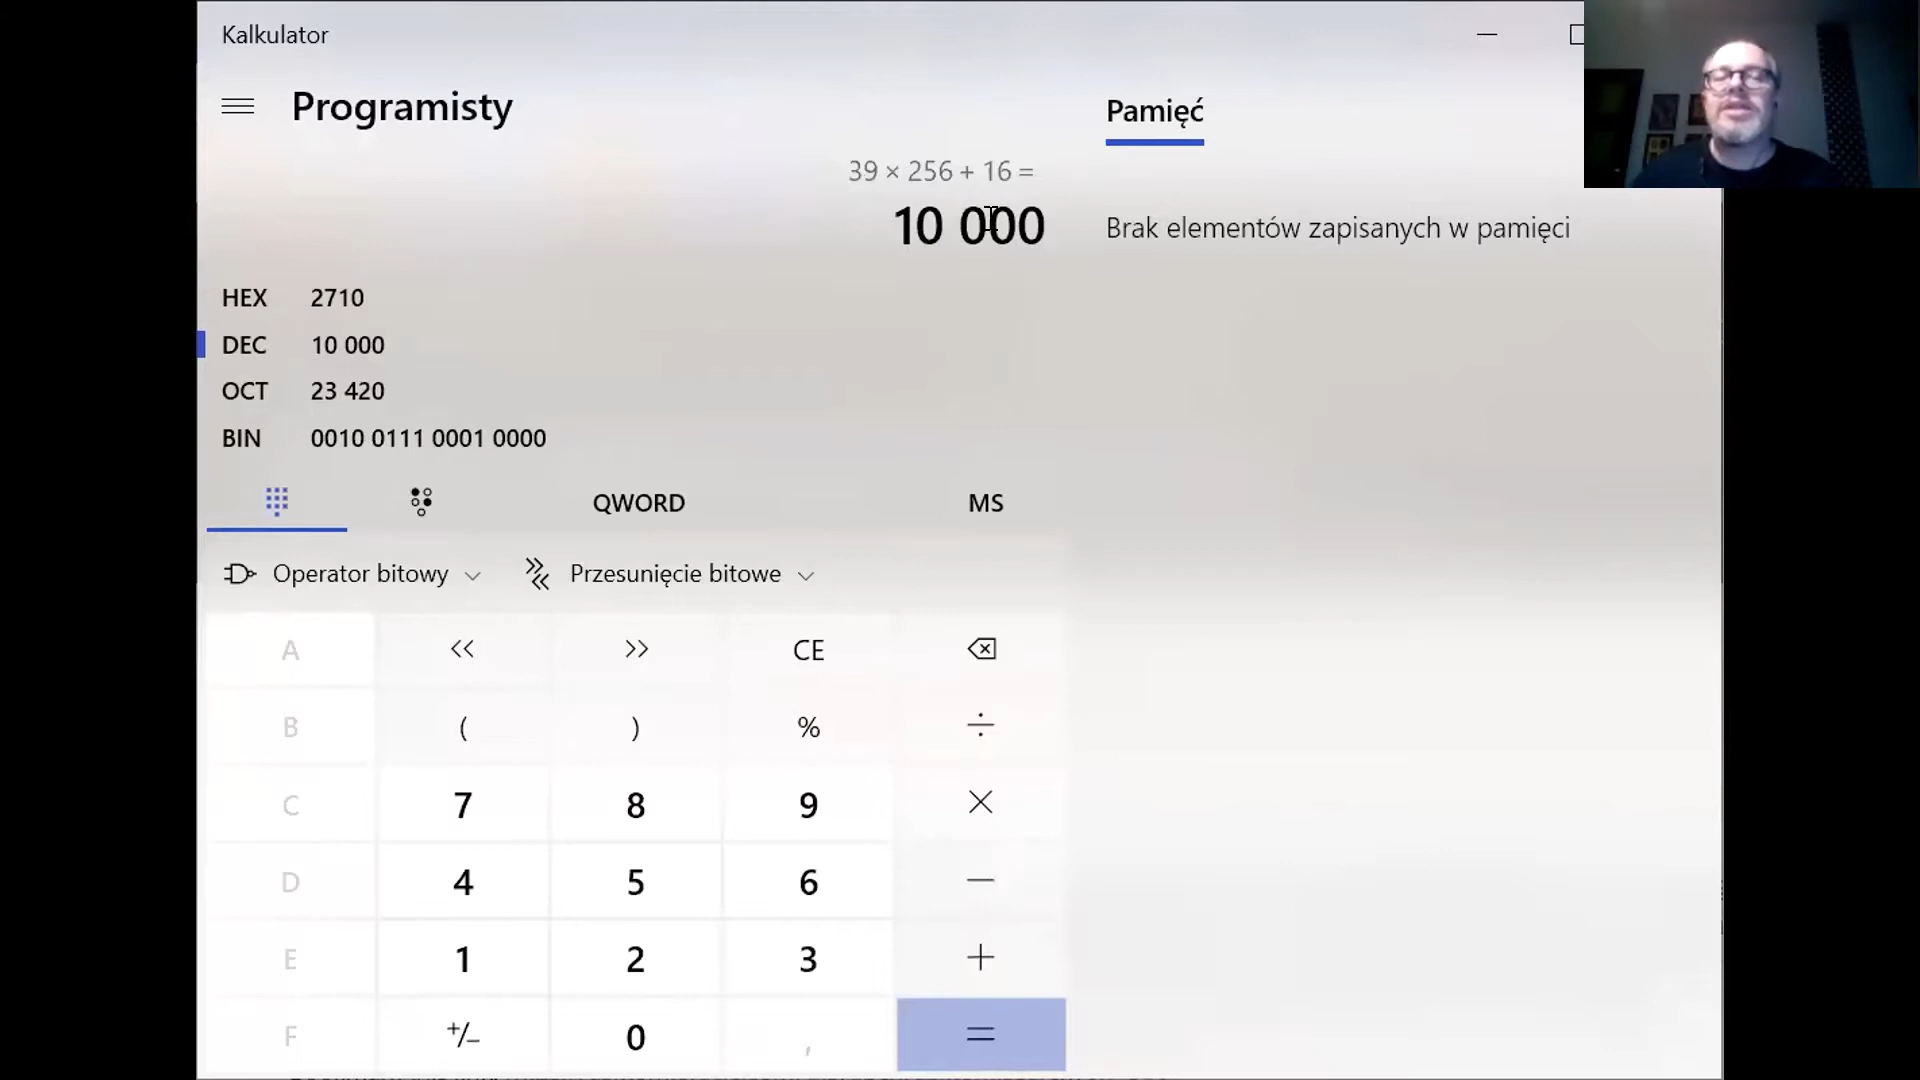 Kalkulator
Programisty
Pamięć
39 × 256 + 16 =
10 000
Brak elementów zapisanych w pamięci
HEX 2710
DEC 10 000
OCT 23 420
BIN 0010 0111 0001 0000
QWORD MS
Operator bitowy Przesunięcie bitowe
A << >> CE
B ( ) % ÷
C 7 8 9 ×
D 4 5 6 −
E 1 2 3 +
F +/− 0 , =